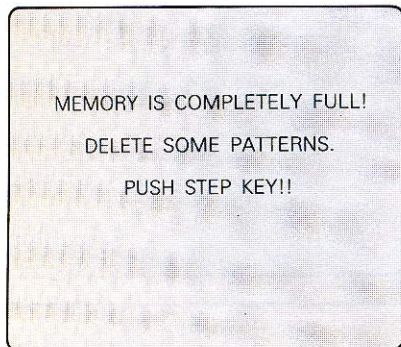 MEMORY IS COMPLETELY FULL!
DELETE SOME PATTERNS.
PUSH STEP KEY!!